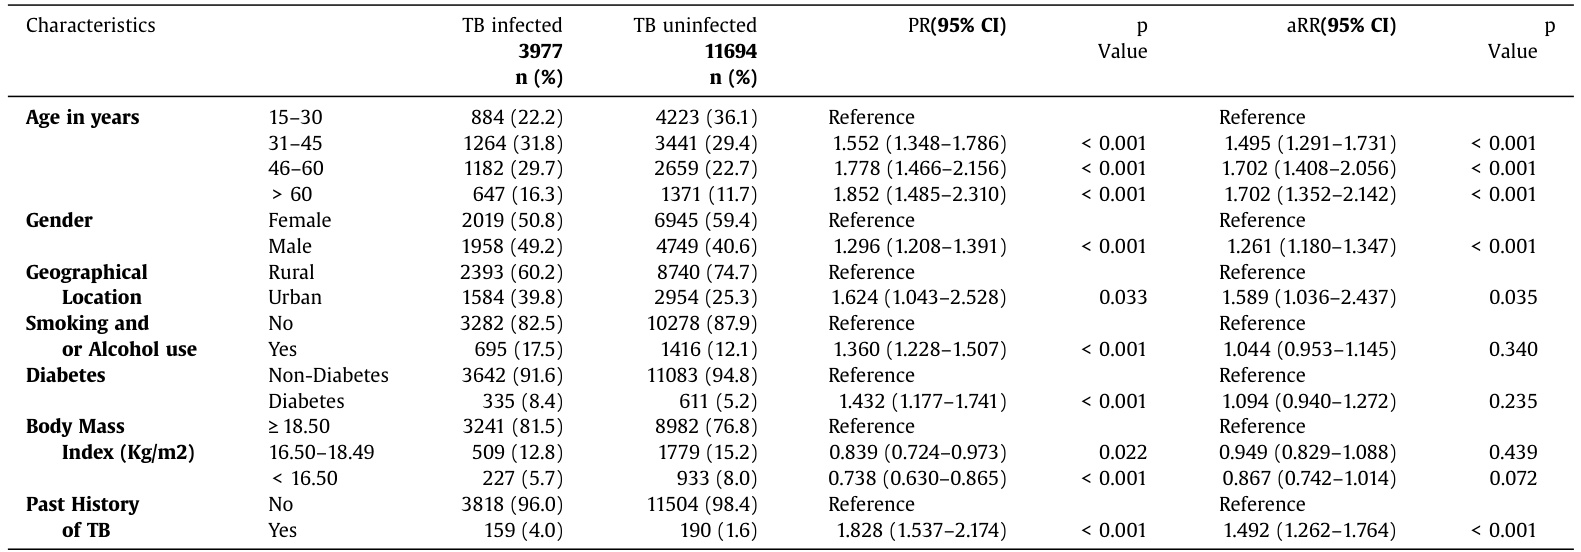 Characteristics TB infected TB uninfected PR(95% CI) p aRR(95% CI) p
3977 11694 Value Value
n (%) n (%)
Age in years 15–30 884 (22.2) 4223 (36.1) Reference Reference
31–45 1264 (31.8) 3441 (29.4) 1.552 (1.348–1.786) < 0.001 1.495 (1.291–1.731) < 0.001
46–60 1182 (29.7) 2659 (22.7) 1.778 (1.466–2.156) < 0.001 1.702 (1.408–2.056) < 0.001
> 60 647 (16.3) 1371 (11.7) 1.852 (1.485–2.310) < 0.001 1.702 (1.352–2.142) < 0.001
Gender Female 2019 (50.8) 6945 (59.4) Reference Reference
Male 1958 (49.2) 4749 (40.6) 1.296 (1.208–1.391) < 0.001 1.261 (1.180–1.347) < 0.001
Geographical Rural 2393 (60.2) 8740 (74.7) Reference Reference
Location Urban 1584 (39.8) 2954 (25.3) 1.624 (1.043–2.528) 0.033 1.589 (1.036–2.437) 0.035
Smoking and No 3282 (82.5) 10278 (87.9) Reference Reference
or Alcohol use Yes 695 (17.5) 1416 (12.1) 1.360 (1.228–1.507) < 0.001 1.044 (0.953–1.145) 0.340
Diabetes Non-Diabetes 3642 (91.6) 11083 (94.8) Reference Reference
Diabetes 335 (8.4) 611 (5.2) 1.432 (1.177–1.741) < 0.001 1.094 (0.940–1.272) 0.235
Body Mass ≥ 18.50 3241 (81.5) 8982 (76.8) Reference Reference
Index (Kg/m2) 16.50–18.49 509 (12.8) 1779 (15.2) 0.839 (0.724–0.973) 0.022 0.949 (0.829–1.088) 0.439
< 16.50 227 (5.7) 933 (8.0) 0.738 (0.630–0.865) < 0.001 0.867 (0.742–1.014) 0.072
Past History No 3818 (96.0) 11504 (98.4) Reference Reference
of TB Yes 159 (4.0) 190 (1.6) 1.828 (1.537–2.174) < 0.001 1.492 (1.262–1.764) < 0.001